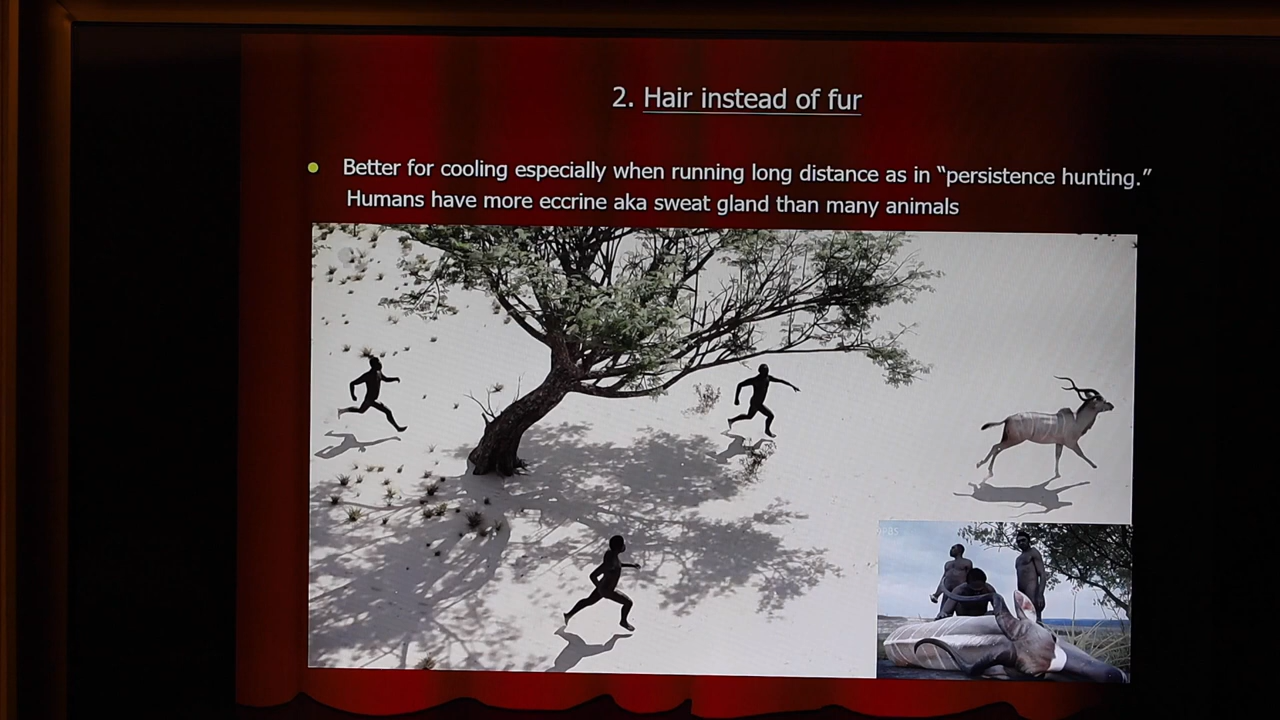 2. Hair instead of fur
Better for cooling especially when running long distance as in “persistence hunting.”
Humans have more eccrine aka sweat gland than many animals